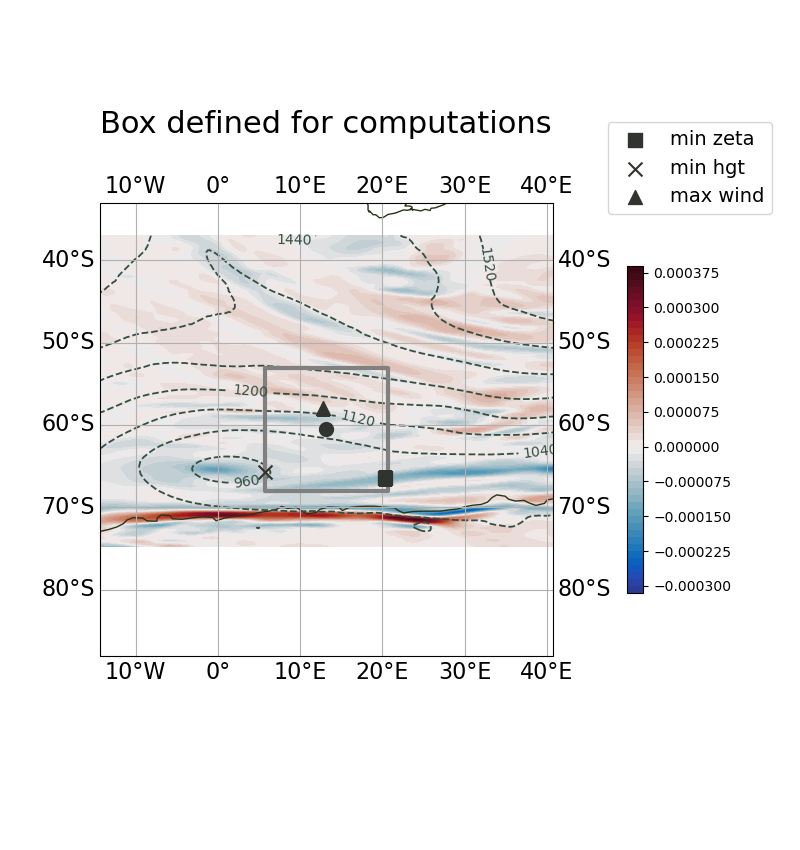 Box defined for computations
min zeta
min hgt
max wind
10°W 0° 10°E 20°E 30°E 40°E
1440
1520
40°S 40°S
50°S 50°S
1200
1120
60°S 60°S
1040
960
70°S 70°S
80°S 80°S
10°W 0° 10°E 20°E 30°E 40°E
0.000375
0.000300
0.000225
0.000150
0.000075
0.000000
−0.000075
−0.000150
−0.000225
−0.000300